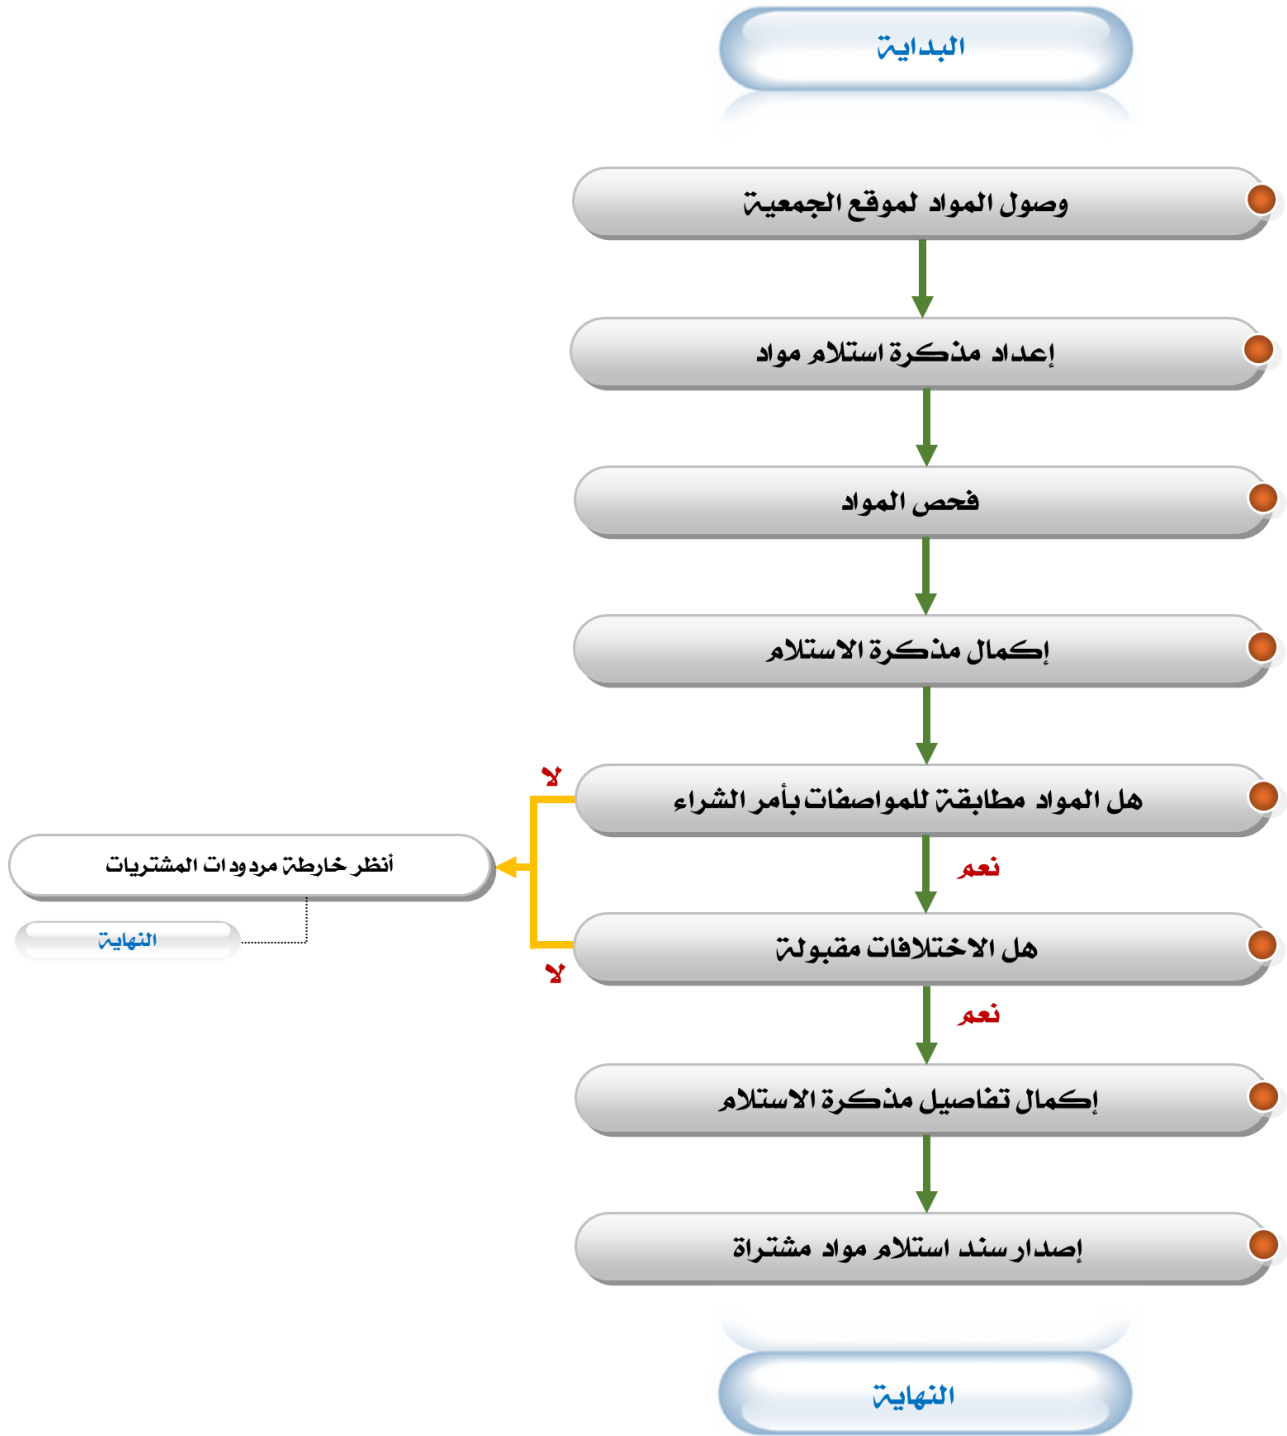 البداية
وصول المواد لموقع الجمعية
إعداد مذكرة استلام مواد
فحص المواد
إكمال مذكرة الاستلام
هل المواد مطابقة للمواصفات بأمر الشراء
لا
نعم
أنظر خارطة مردودات المشتريات
النهاية
هل الاختلافات مقبولة
لا
نعم
إكمال تفاصيل مذكرة الاستلام
إصدار سند استلام مواد مشتراة
النهاية